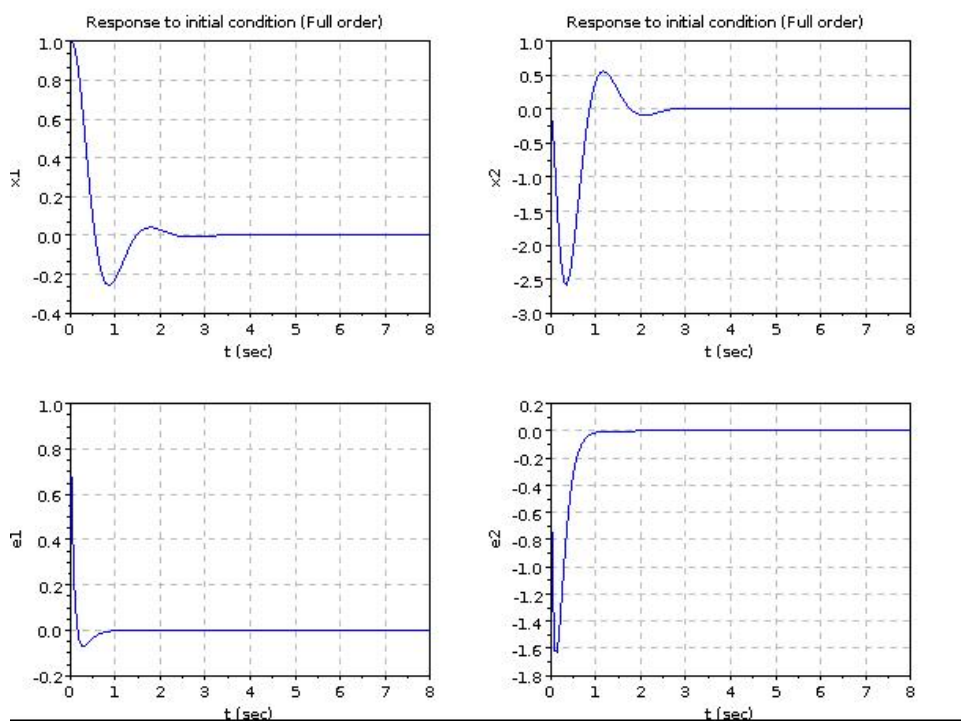 Response to initial condition (Full order)
1.0
0.8
0.6
0.4
0.2
0.0
-0.2
-0.4
x1
0 1 2 3 4 5 6 7 8
t (sec)
Response to initial condition (Full order)
1.0
0.5
0.0
-0.5
-1.0
-1.5
-2.0
-2.5
-3.0
x2
0 1 2 3 4 5 6 7 8
t (sec)
1.0
0.8
0.6
0.4
0.2
0.0
-0.2
e1
0 1 2 3 4 5 6 7 8
t (sec)
0.2
0.0
-0.2
-0.4
-0.6
-0.8
-1.0
-1.2
-1.4
-1.6
-1.8
e2
0 1 2 3 4 5 6 7 8
t (sec)